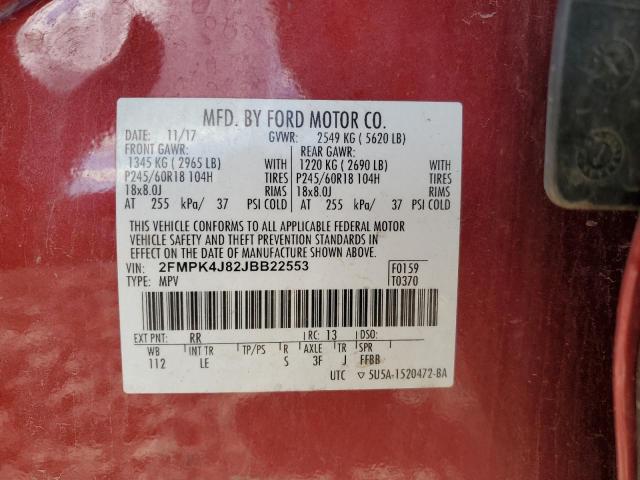 MFD. BY FORD MOTOR CO.
DATE: 11/17 GVWR: 2549 KG ( 5620 LB)
FRONT GAWR: REAR GAWR:
1345 KG ( 2965 LB) WITH 1220 KG ( 2690 LB) WITH
P245/60R18 104H TIRES P245/60R18 104H TIRES
18x8.0J RIMS 18x8.0J RIMS
AT 255 kPa/ 37 PSI COLD AT 255 kPa/ 37 PSI COLD
THIS VEHICLE CONFORMS TO ALL APPLICABLE FEDERAL MOTOR
VEHICLE SAFETY AND THEFT PREVENTION STANDARDS IN
EFFECT ON THE DATE OF MANUFACTURE SHOWN ABOVE.
VIN: 2FMPK4J82JBB22553 F0159
TYPE: MPV T0370
EXT PNT: RR RC: 13 DSO:
WB INT TR TP/PS R AXLE TR SPR
112 LE S 3F J FFBB
UTC ▽ 5U5A-1520472-BA